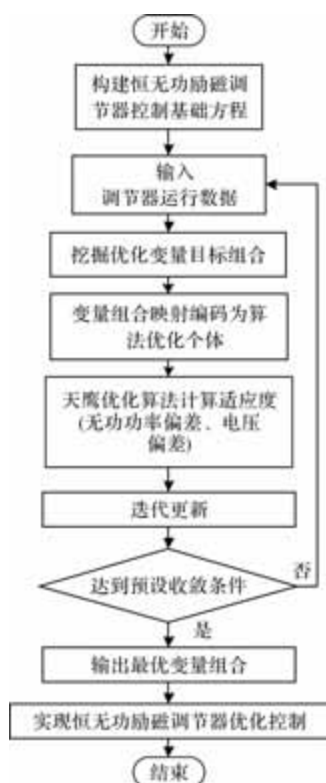 开始
构建恒无功励磁调
节器控制基础方程
输入
调节器运行数据
挖掘优化变量目标组合
变量组合映射编码为算
法优化个体
天鹰优化算法计算适应度
(无功功率偏差、电压
偏差)
迭代更新
达到预设收敛条件
否
是
输出最优变量组合
实现恒无功励磁调节器优化控制
结束